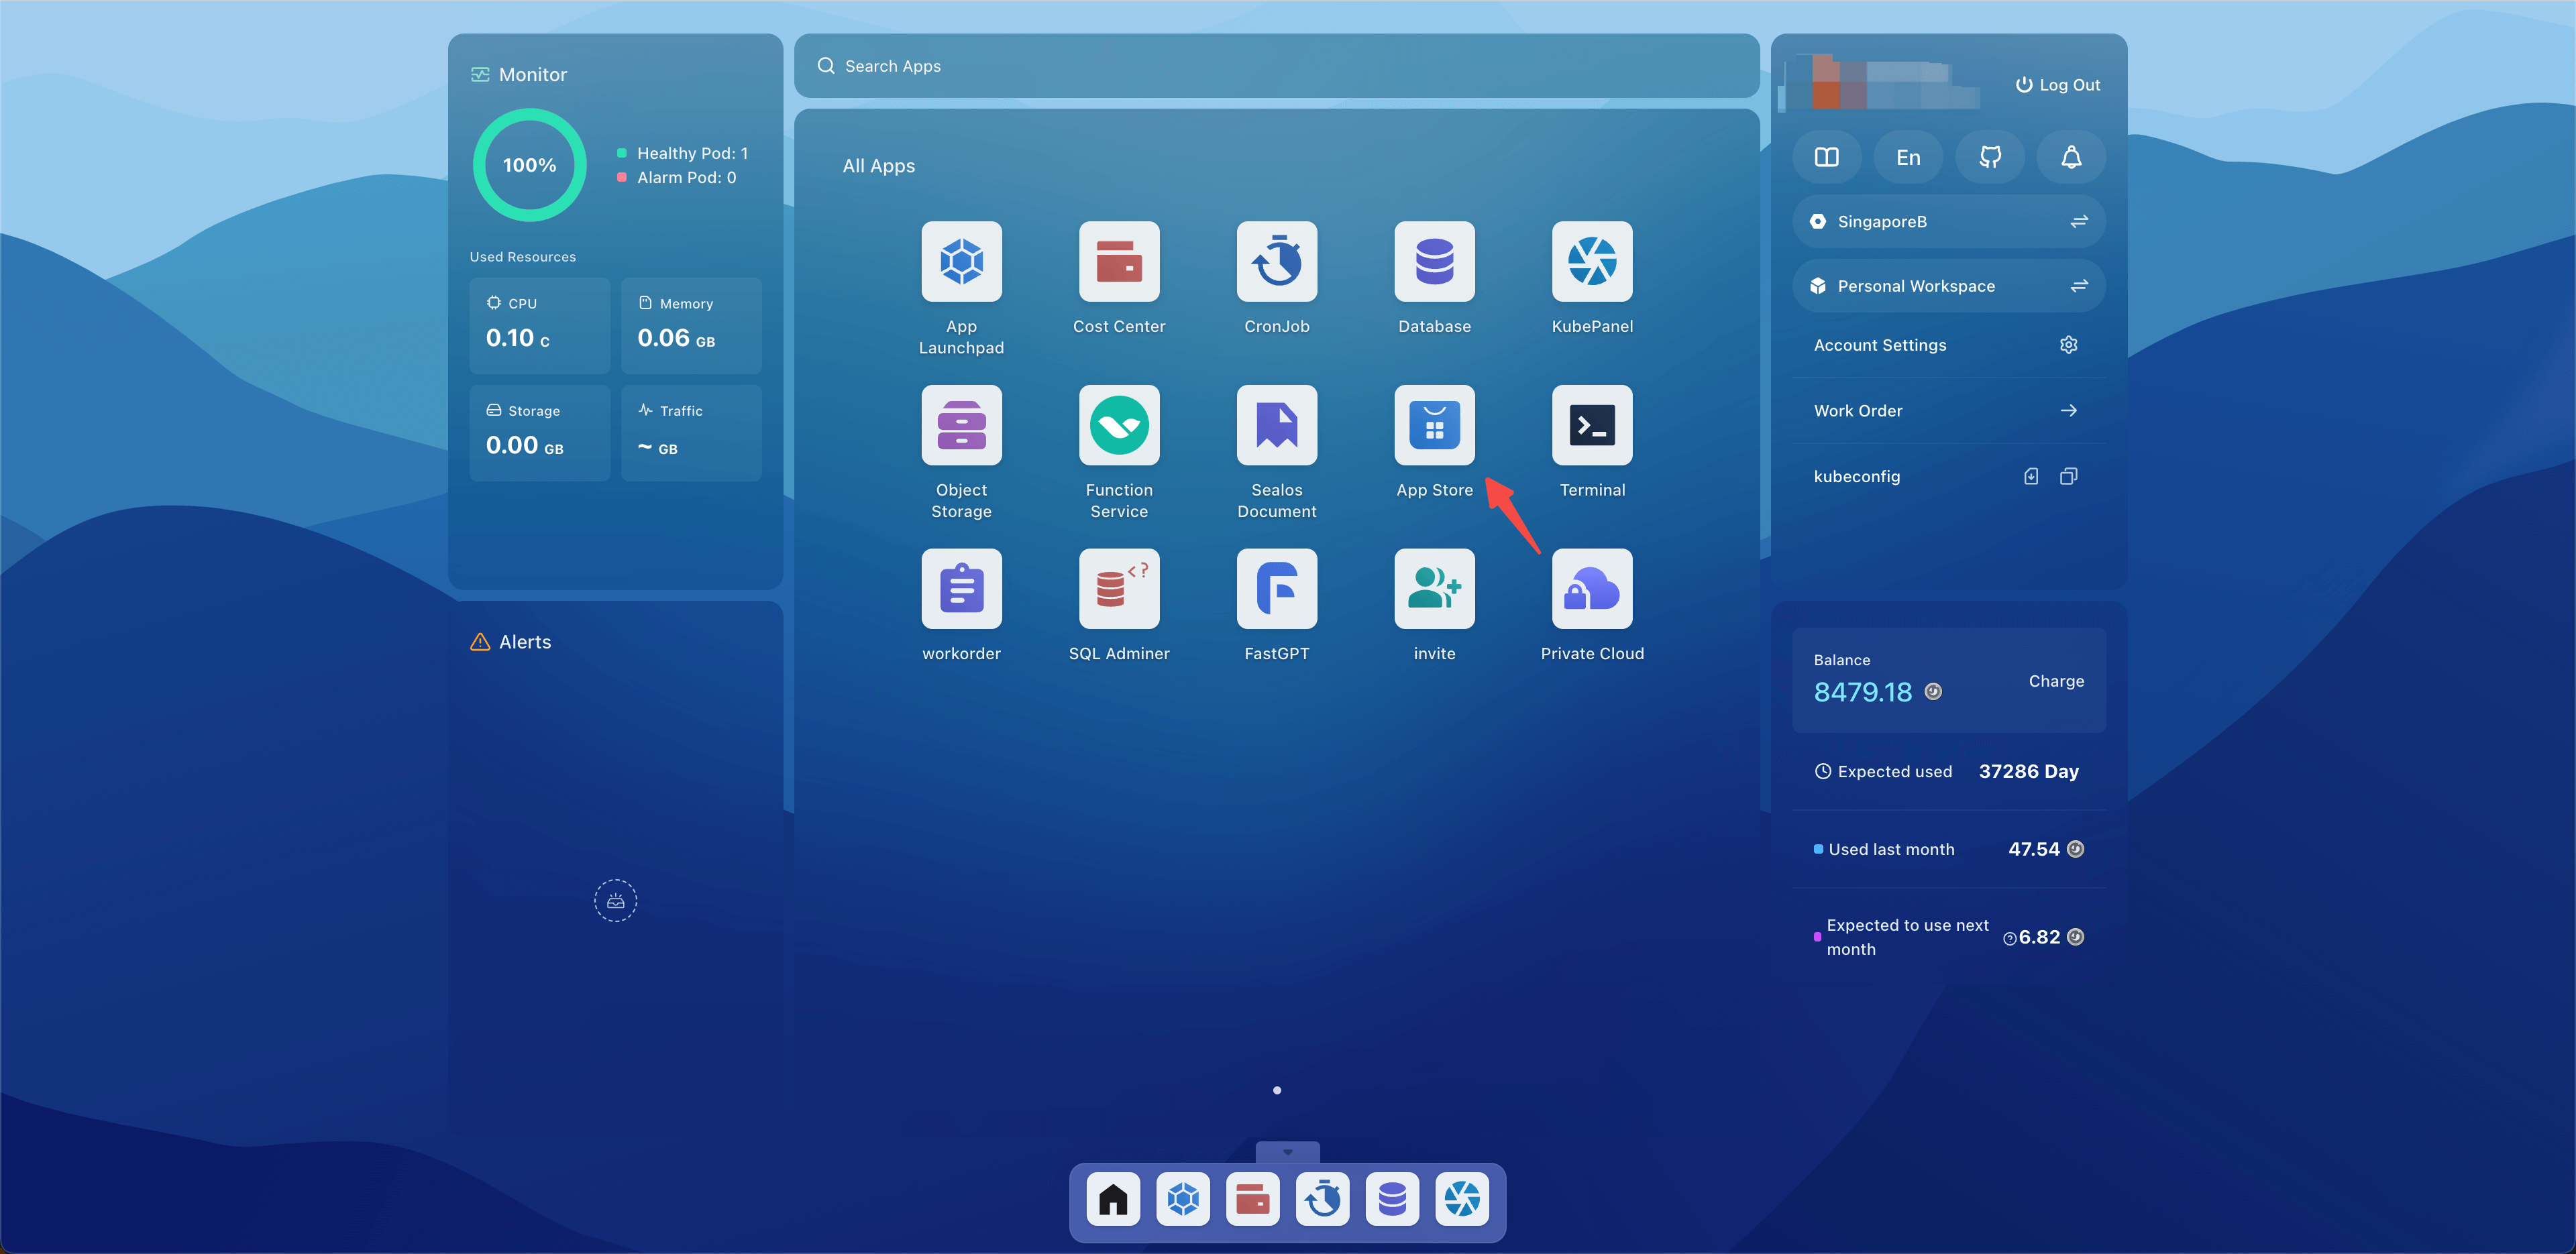 Monitor
100%
Healthy Pod: 1
Alarm Pod: 0
Used Resources
CPU
0.10 C
Memory
0.06 GB
Storage
0.00 GB
Traffic
~ GB
Alerts
Search Apps
All Apps
App
Launchpad
Cost Center
CronJob
Database
KubePanel
Object
Storage
Function
Service
Sealos
Document
App Store
Terminal
workorder
SQL Adminer
FastGPT
invite
Private Cloud
Log Out
En
SingaporeB
Personal Workspace
Account Settings
Work Order
kubeconfig
Balance
8479.18
Charge
Expected used 37286 Day
Used last month 47.54
Expected to use next
month
6.82